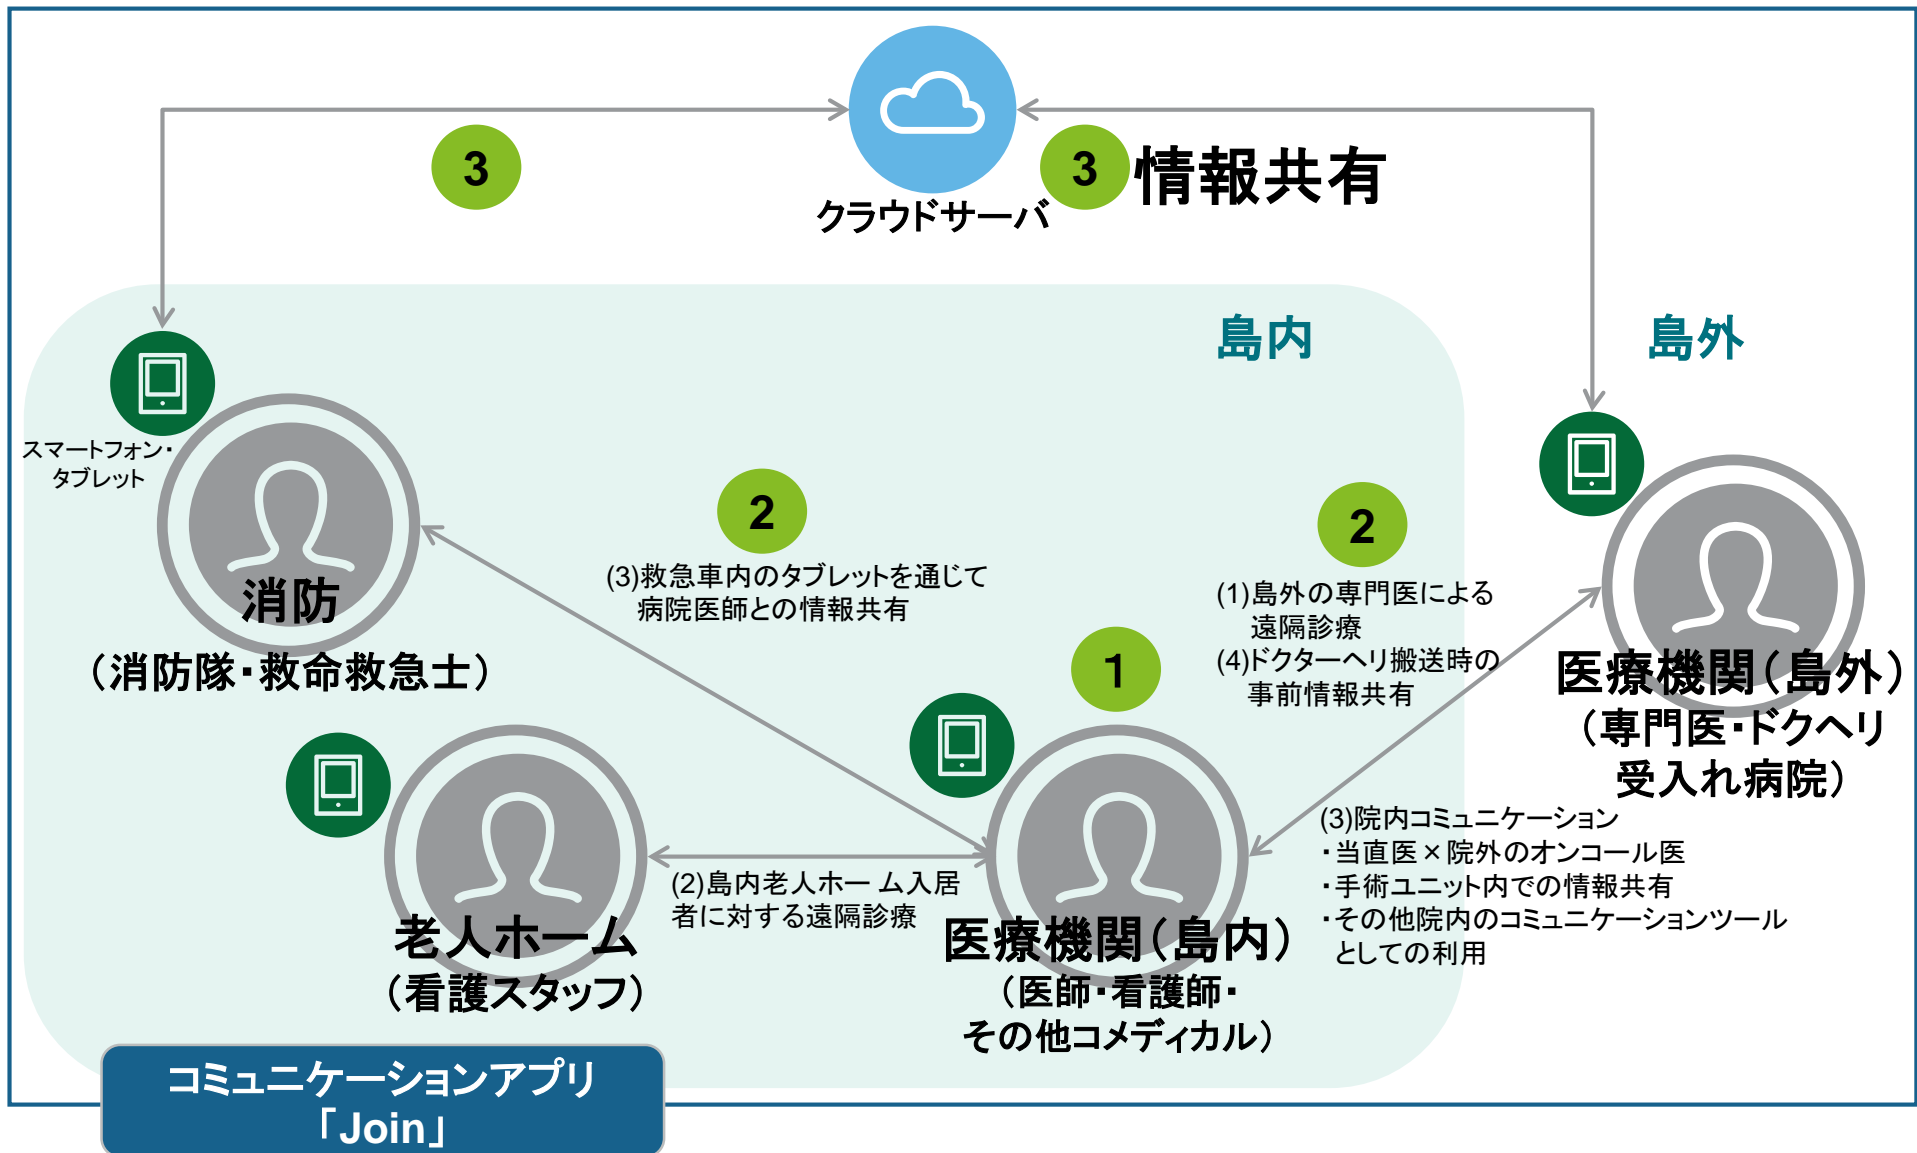 クラウドサーバ
3
3
情報共有
島内
島外
スマートフォン・
タブレット
消防
（消防隊・救命救急士）
2
(3)救急車内のタブレットを通じて
病院医師との情報共有
2
(1)島外の専門医による
遠隔診療
(4)ドクターヘリ搬送時の
事前情報共有
1
医療機関（島外）
（専門医・ドクヘリ
受入れ病院）
(3)院内コミュニケーション
・当直医×院外のオンコール医
・手術ユニット内での情報共有
・その他院内のコミュニケーションツール
としての利用
(2)島内老人ホーム入居
者に対する遠隔診療
老人ホーム
（看護スタッフ）
医療機関（島内）
（医師・看護師・
その他コメディカル）
コミュニケーションアプリ
「Join」